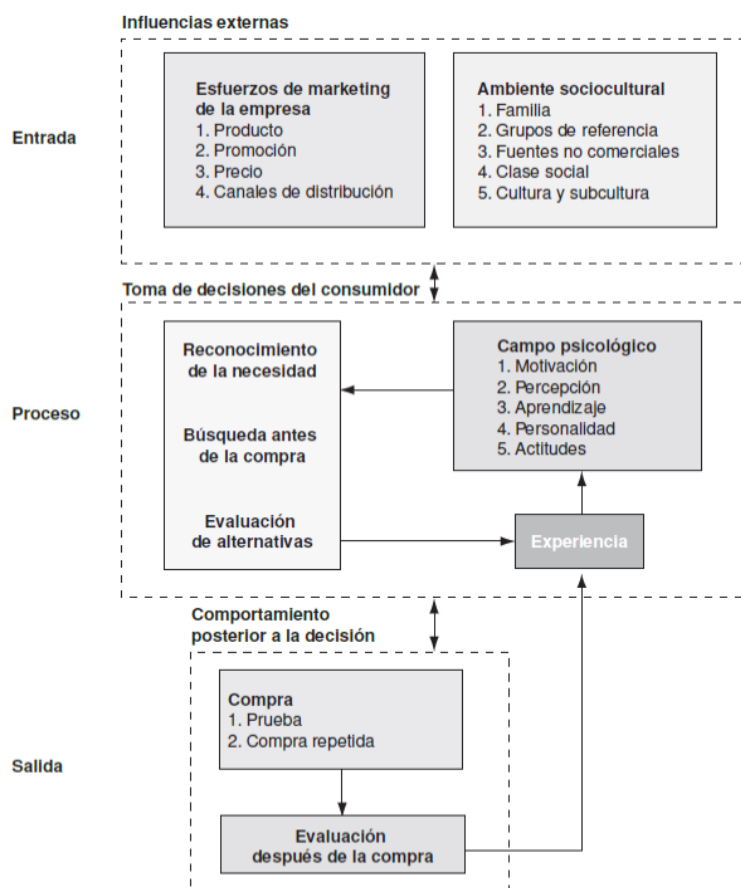 Influencias externas
Entrada
Esfuerzos de marketing
de la empresa
1. Producto
2. Promoción
3. Precio
4. Canales de distribución
Ambiente sociocultural
1. Familia
2. Grupos de referencia
3. Fuentes no comerciales
4. Clase social
5. Cultura y subcultura
Toma de decisiones del consumidor
Proceso
Reconocimiento
de la necesidad
Búsqueda antes
de la compra
Evaluación
de alternativas
Campo psicológico
1. Motivación
2. Percepción
3. Aprendizaje
4. Personalidad
5. Actitudes
Experiencia
Comportamiento
posterior a la decisión
Salida
Compra
1. Prueba
2. Compra repetida
Evaluación
después de la compra